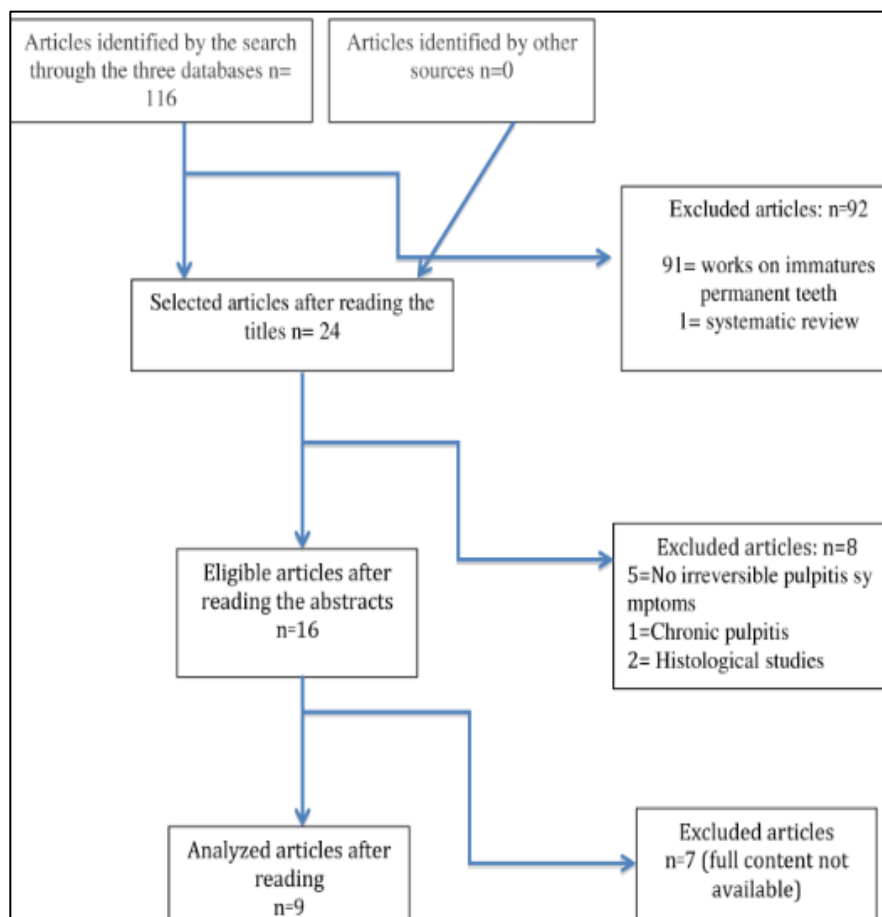 Articles identified by the search
through the three databases n=
116
Articles identified by other
sources n=0
Excluded articles: n=92
91= works on immatures
permanent teeth
1= systematic review
Selected articles after reading the
titles n= 24
Excluded articles: n=8
5=No irreversible pulpitis sy
mptoms
1=Chronic pulpitis
2= Histological studies
Eligible articles after
reading the abstracts
n=16
Excluded articles
n=7 (full content not
available)
Analyzed articles after
reading
n=9